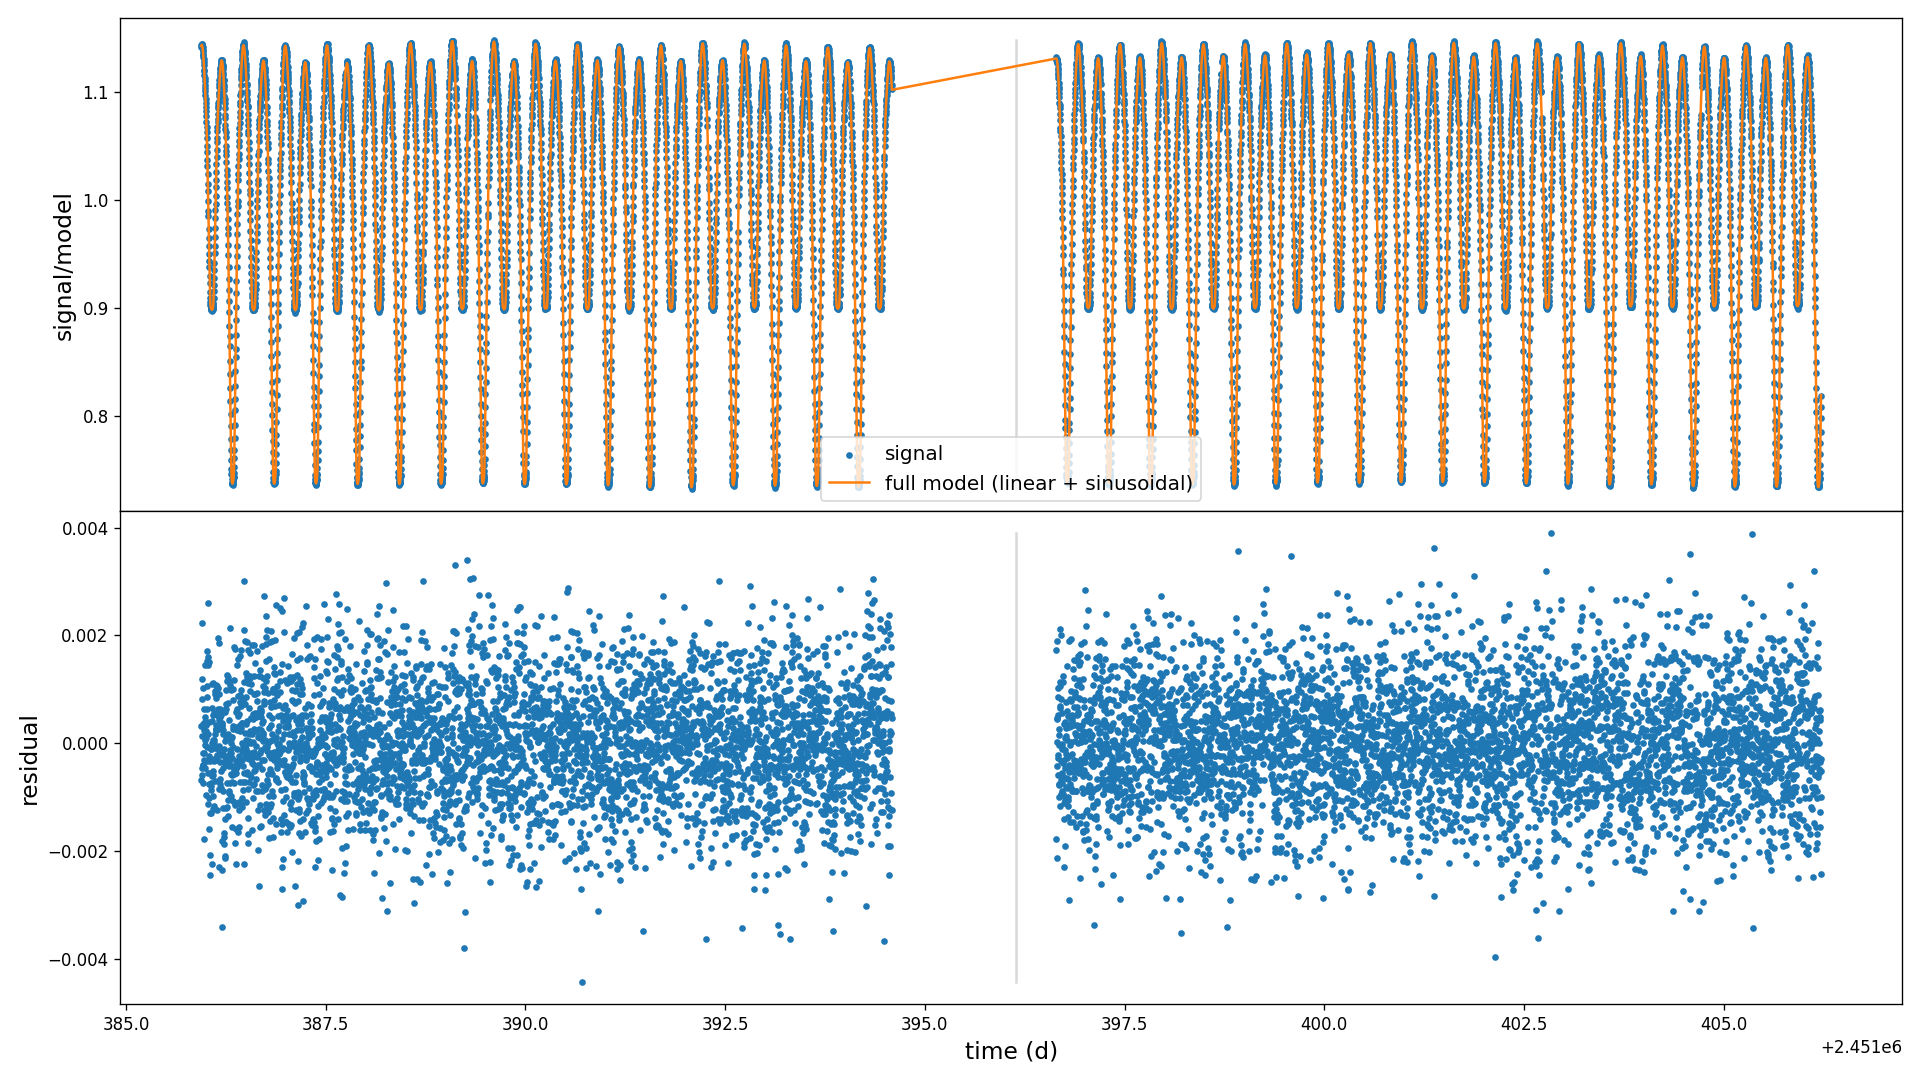 1.1
1.0
0.9
0.8
signal/model
signal
full model (linear + sinusoidal)
0.004
0.002
0.000
−0.002
−0.004
residual
385.0 387.5 390.0 392.5 395.0 397.5 400.0 402.5 405.0
time (d)
+2.451e6